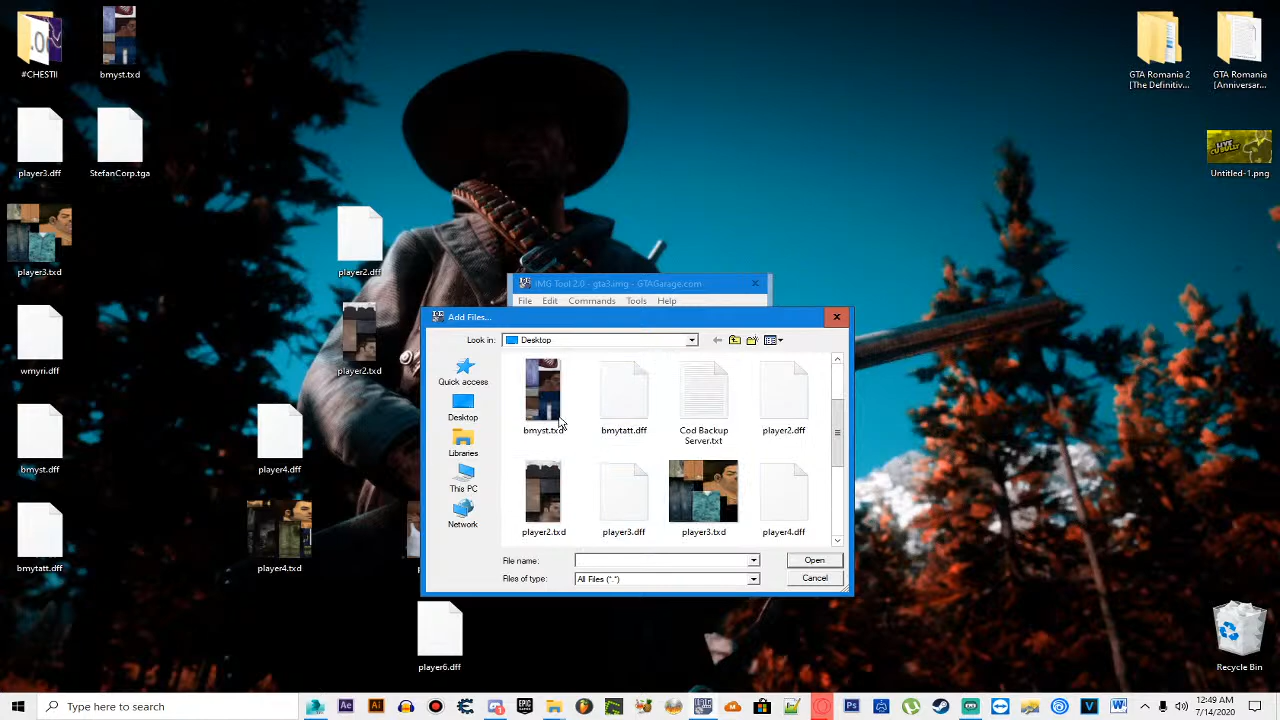 #CHESTII
bmyst.txd
GTA Romania 2
[The Definitiv...
GTA Romania
[Anniversar...
player3.dff
StefanCorp.tga
LIVE
CU BULLY
Untitled-1.png
player3.txd
player2.dff
wmyri.dff
player2.txd
bmyst.dff
player4.dff
bmytatt.dff
player4.txd
player6.dff
Recycle Bin
IMG Tool 2.0 - gta3.img - GTAGarage.com
File Edit Commands Tools Help
Add Files...
Look in: Desktop
Quick access
Desktop
Libraries
This PC
Network
bmyst.txd
bmytatt.dff
Cod Backup
Server.txt
player2.dff
player2.txd
player3.dff
player3.txd
player4.dff
File name:
Open
Files of type: All Files (*.*)
Cancel
Type here to search
12:49 AM
7/14/2020